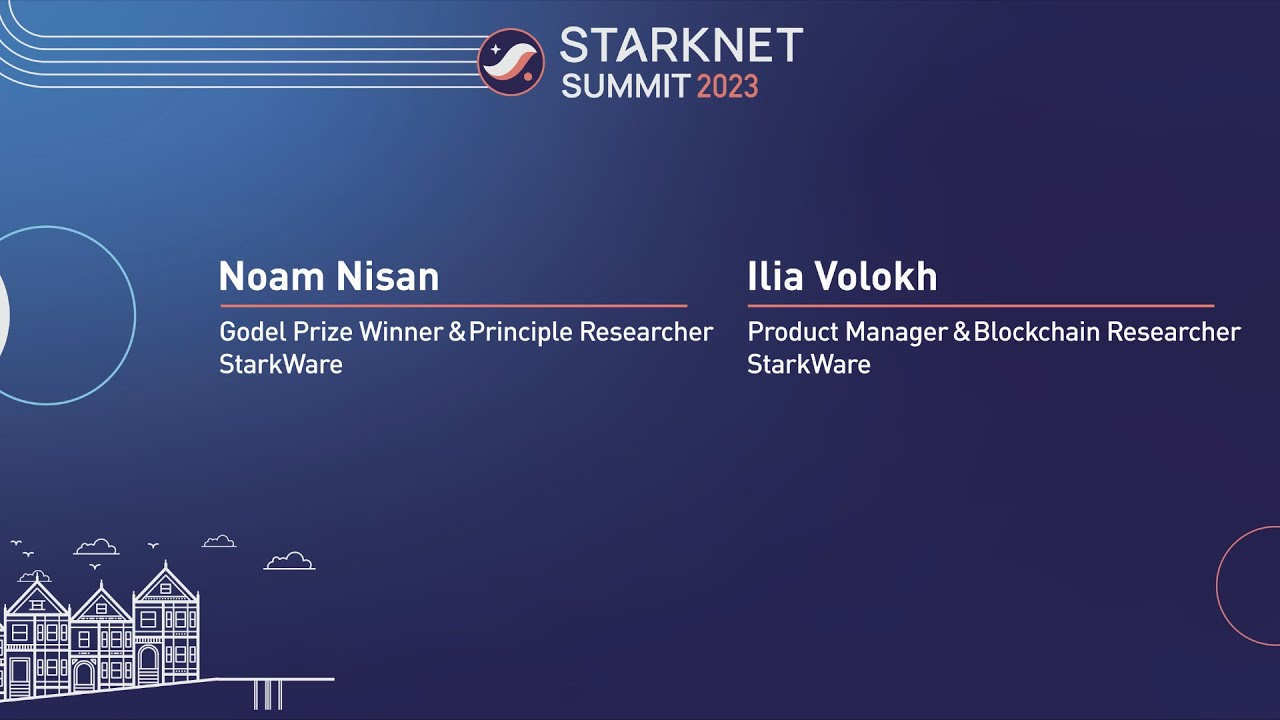 STARKNET
SUMMIT 2023
Noam Nisan
Godel Prize Winner & Principle Researcher
StarkWare
Ilia Volokh
Product Manager & Blockchain Researcher
StarkWare